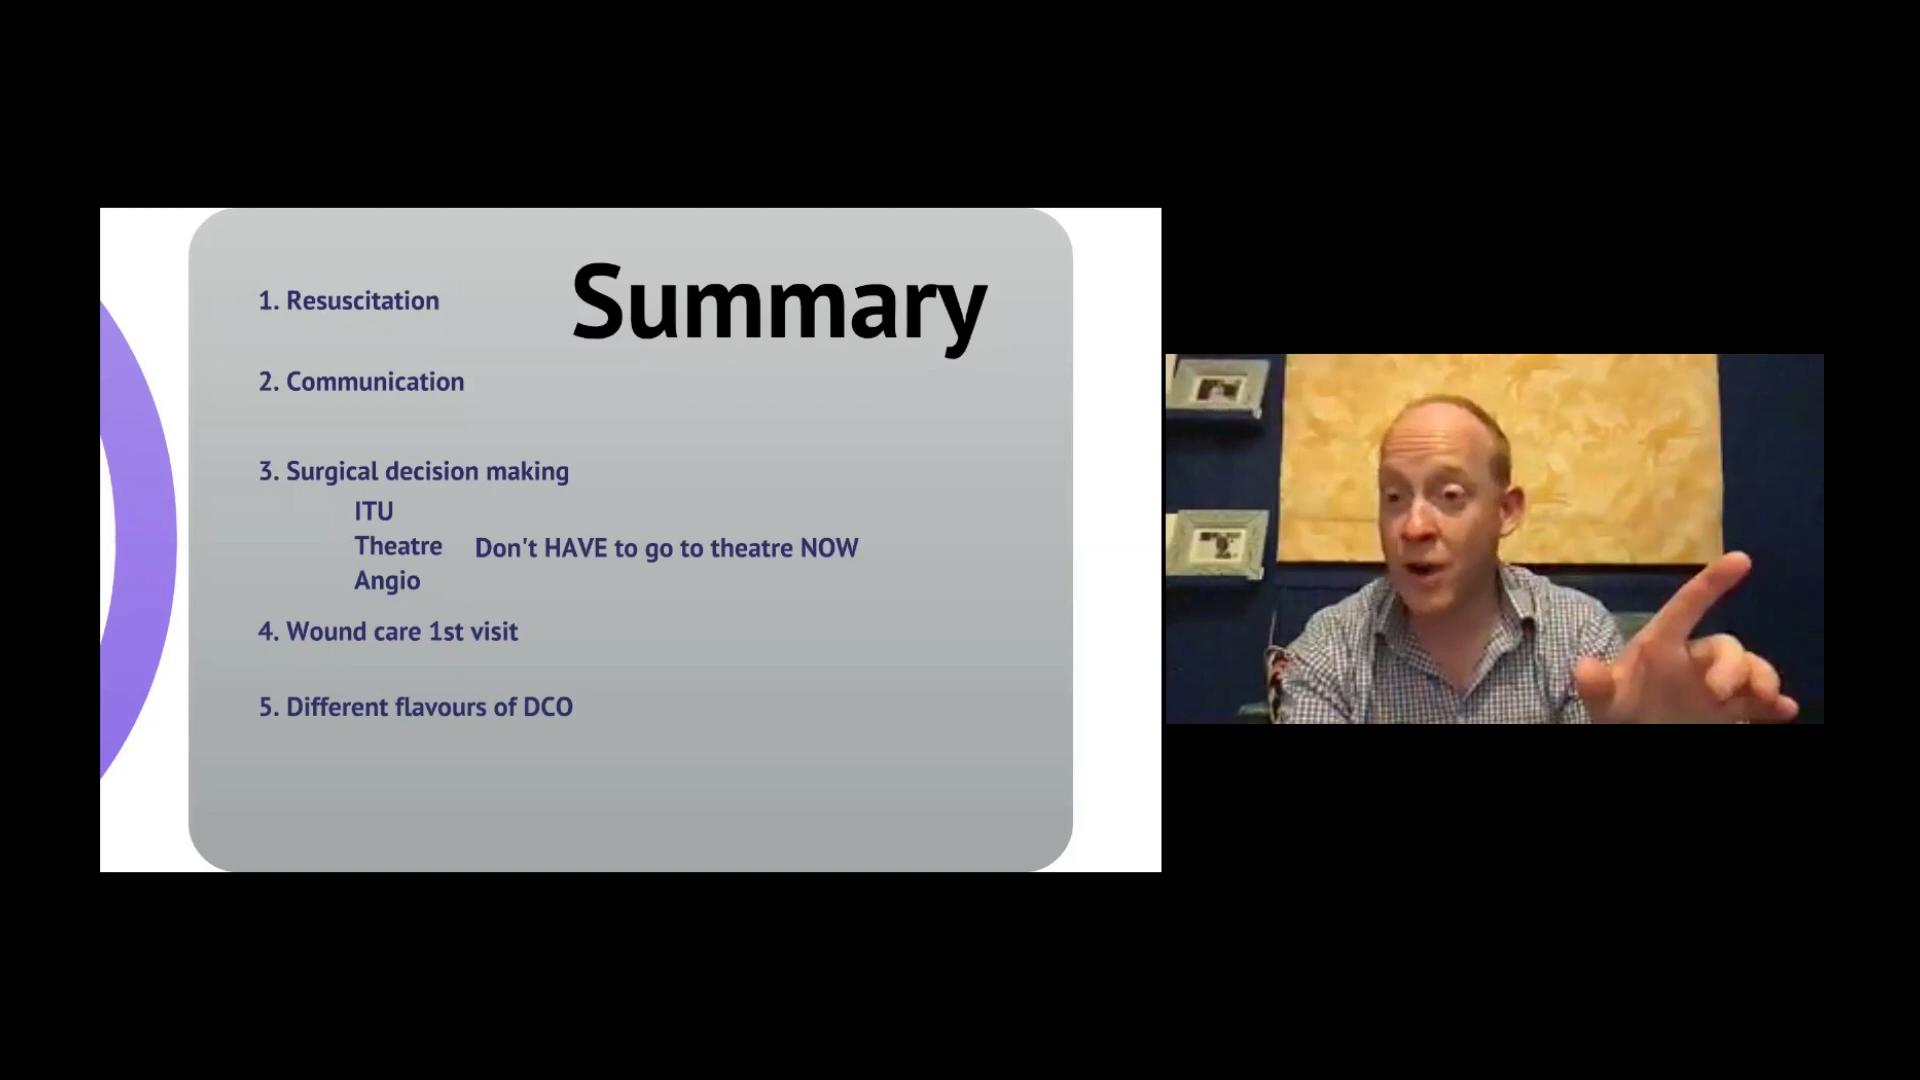 Summary
1. Resuscitation
2. Communication
3. Surgical decision making
ITU
Theatre Don't HAVE to go to theatre NOW
Angio
4. Wound care 1st visit
5. Different flavours of DCO